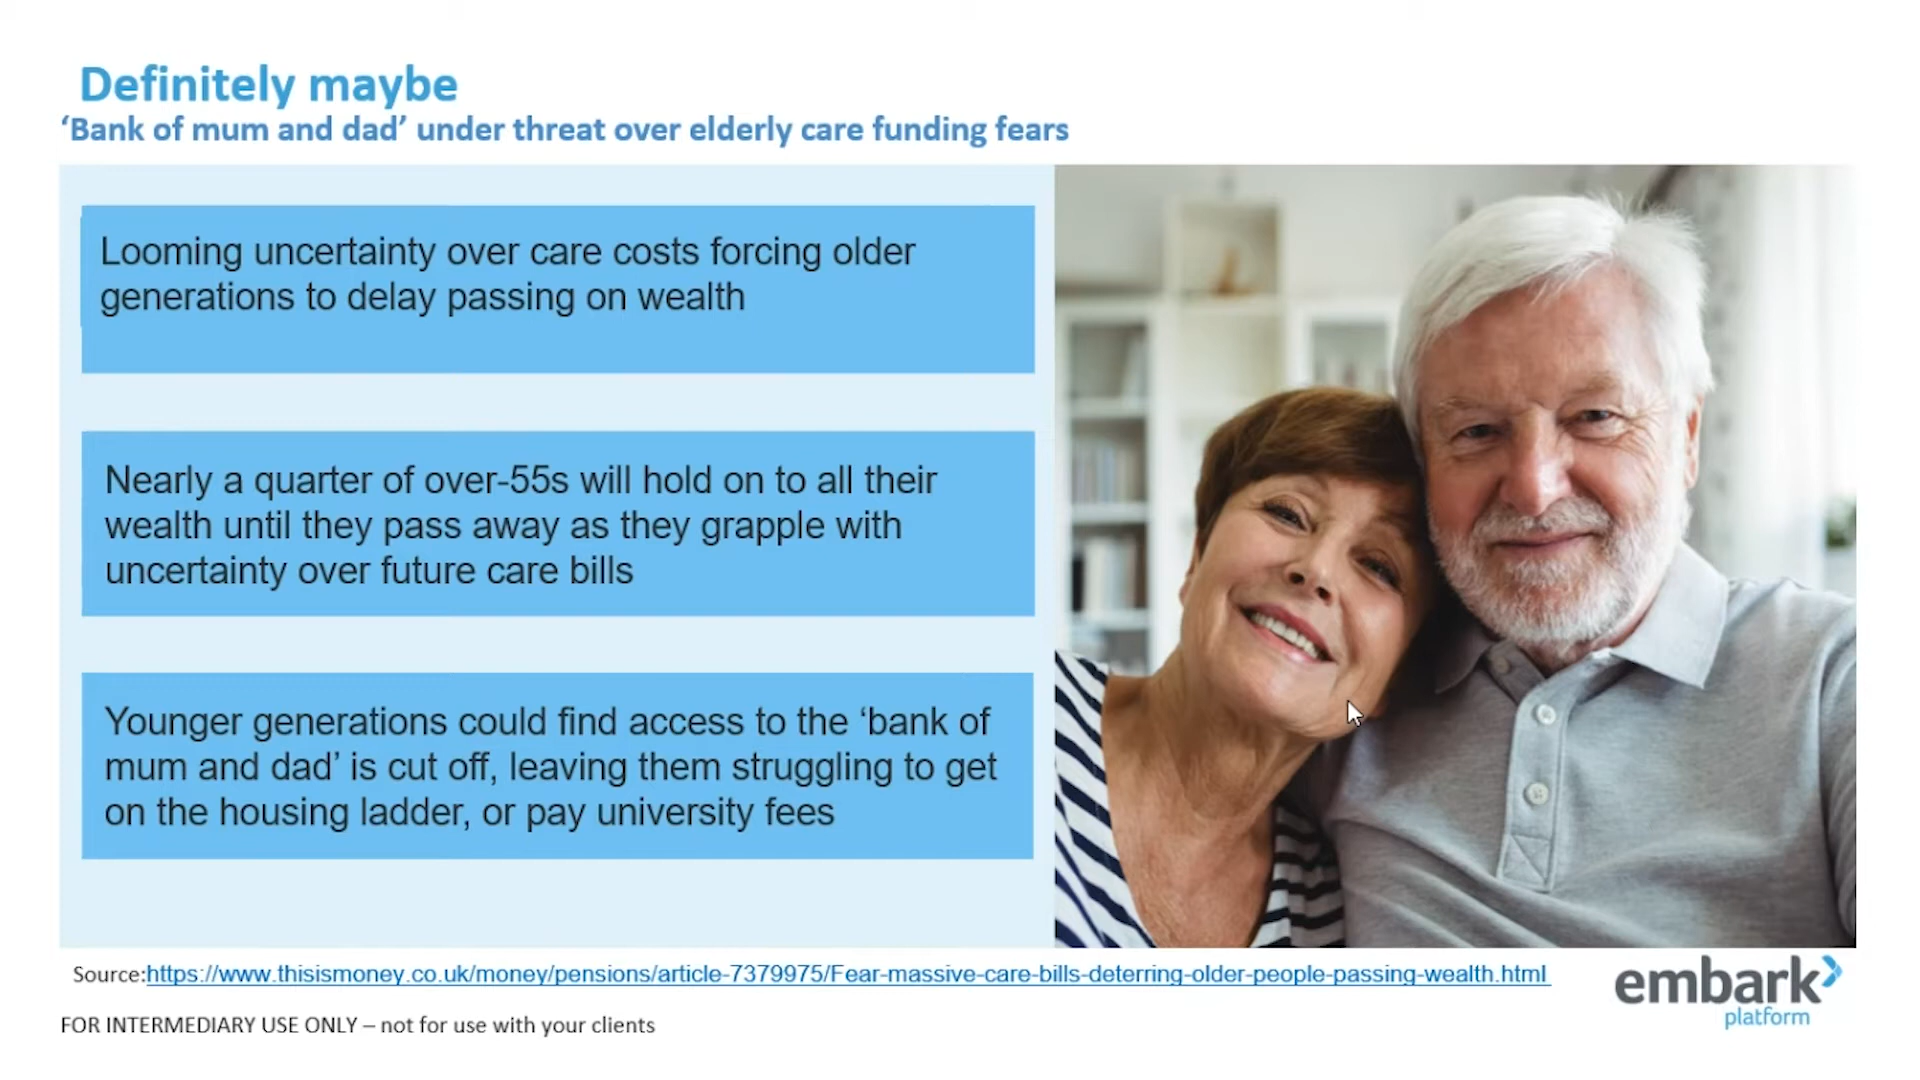 Definitely maybe
‘Bank of mum and dad’ under threat over elderly care funding fears
Looming uncertainty over care costs forcing older
generations to delay passing on wealth
Nearly a quarter of over-55s will hold on to all their
wealth until they pass away as they grapple with
uncertainty over future care bills
Younger generations could find access to the ‘bank of
mum and dad’ is cut off, leaving them struggling to get
on the housing ladder, or pay university fees
Source:https://www.thisismoney.co.uk/money/pensions/article-7379975/Fear-massive-care-bills-deterring-older-people-passing-wealth.html
embark
platform
FOR INTERMEDIARY USE ONLY – not for use with your clients